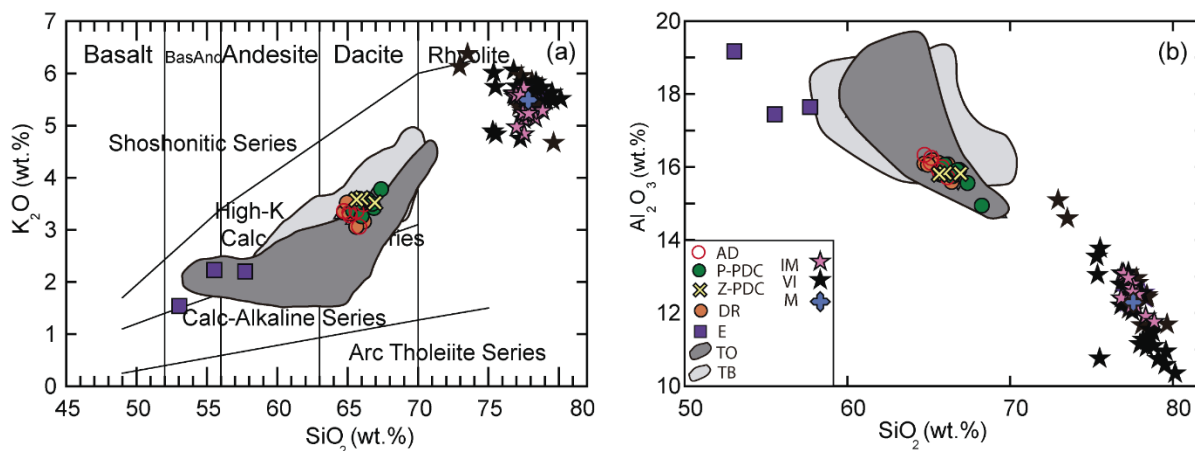 7
6
5
4
3
2
1
0
K₂O (wt.%)
Basalt
BasAnd
Andesite
Dacite
Rhyolite
(a)
Shoshonitic Series
High-K
Calc
ries
Calc-Alkaline Series
Arc Tholeiite Series
45
50
55
60
65
70
75
80
SiO₂ (wt.%)
20
18
16
14
12
10
Al₂O₃ (wt.%)
(b)
AD
P-PDC
Z-PDC
DR
E
TO
TB
IM
VI
M
50
60
70
80
SiO₂ (wt.%)